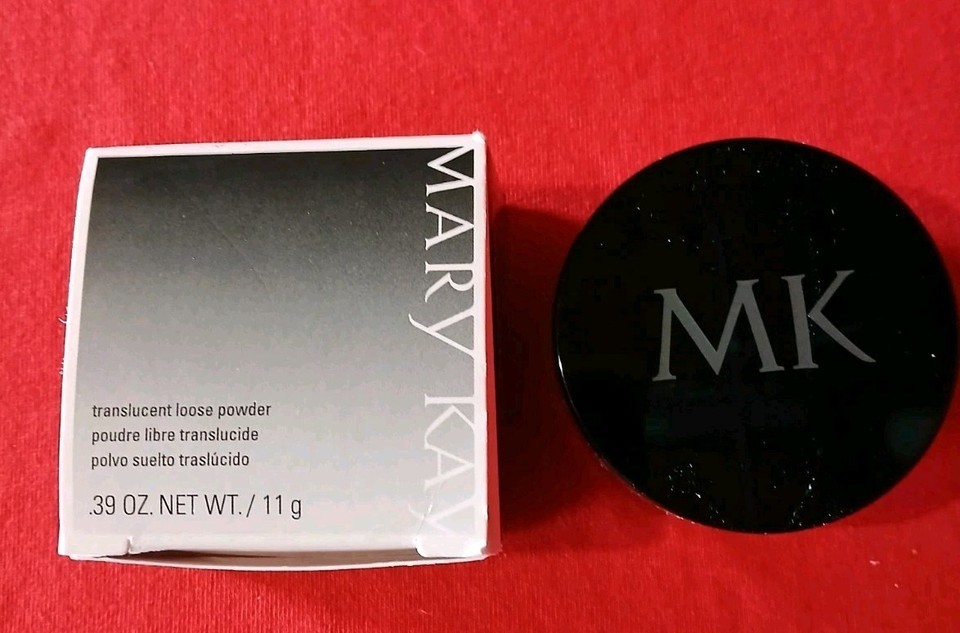 MARY KAY
translucent loose powder
poudre libre translucide
polvo suelto traslúcido
.39 OZ. NET WT. / 11 g
MK